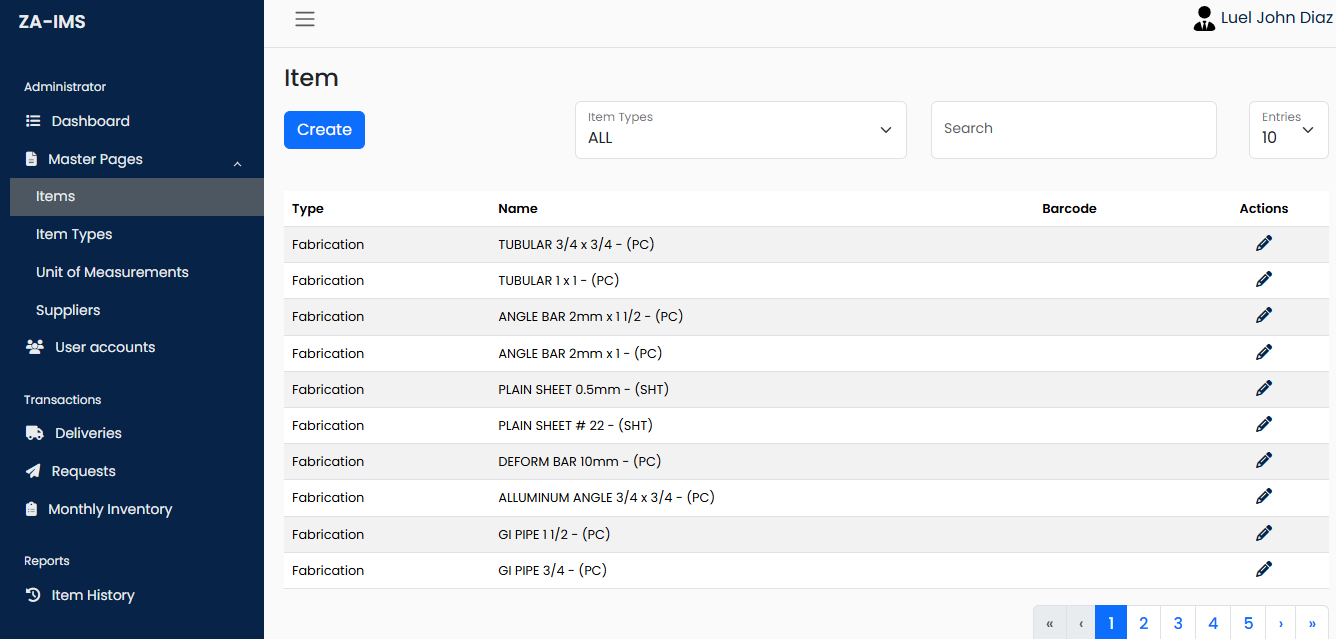 ZA-IMS
Luel John Diaz
Administrator
Dashboard
Master Pages
Items
Item Types
Unit of Measurements
Suppliers
User accounts
Transactions
Deliveries
Requests
Monthly Inventory
Reports
Item History
Item
Create
Item Types
ALL
Search
Entries
10
Type Name Barcode Actions
Fabrication TUBULAR 3/4 x 3/4 - (PC)
Fabrication TUBULAR 1 x 1 - (PC)
Fabrication ANGLE BAR 2mm x 1 1/2 - (PC)
Fabrication ANGLE BAR 2mm x 1 - (PC)
Fabrication PLAIN SHEET 0.5mm - (SHT)
Fabrication PLAIN SHEET # 22 - (SHT)
Fabrication DEFORM BAR 10mm - (PC)
Fabrication ALLUMINUM ANGLE 3/4 x 3/4 - (PC)
Fabrication GI PIPE 1 1/2 - (PC)
Fabrication GI PIPE 3/4 - (PC)
« ‹ 1 2 3 4 5 › »